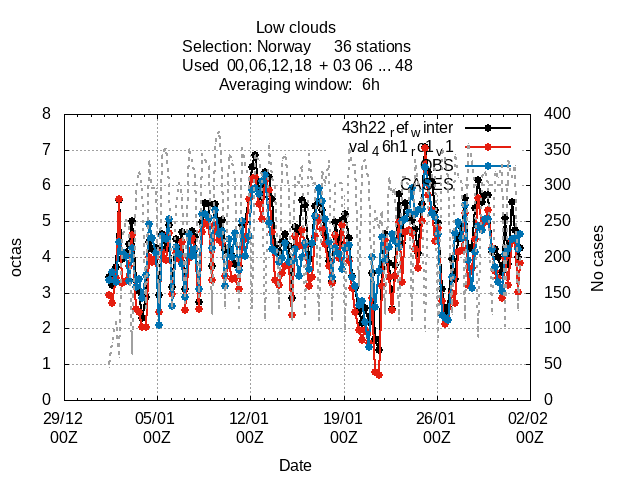 Low clouds
Selection: Norway 36 stations
Used 00,06,12,18 + 03 06 ... 48
Averaging window: 6h
8 400
43h22 refwinter
7 350
val46h1rc1v1
OBS
6 300
CASES
5 250
octas
4 200
No cases
3 150
2 100
1 50
0 0
29/12 05/01 12/01 19/01 26/01 02/02
00Z 00Z 00Z 00Z 00Z 00Z
Date